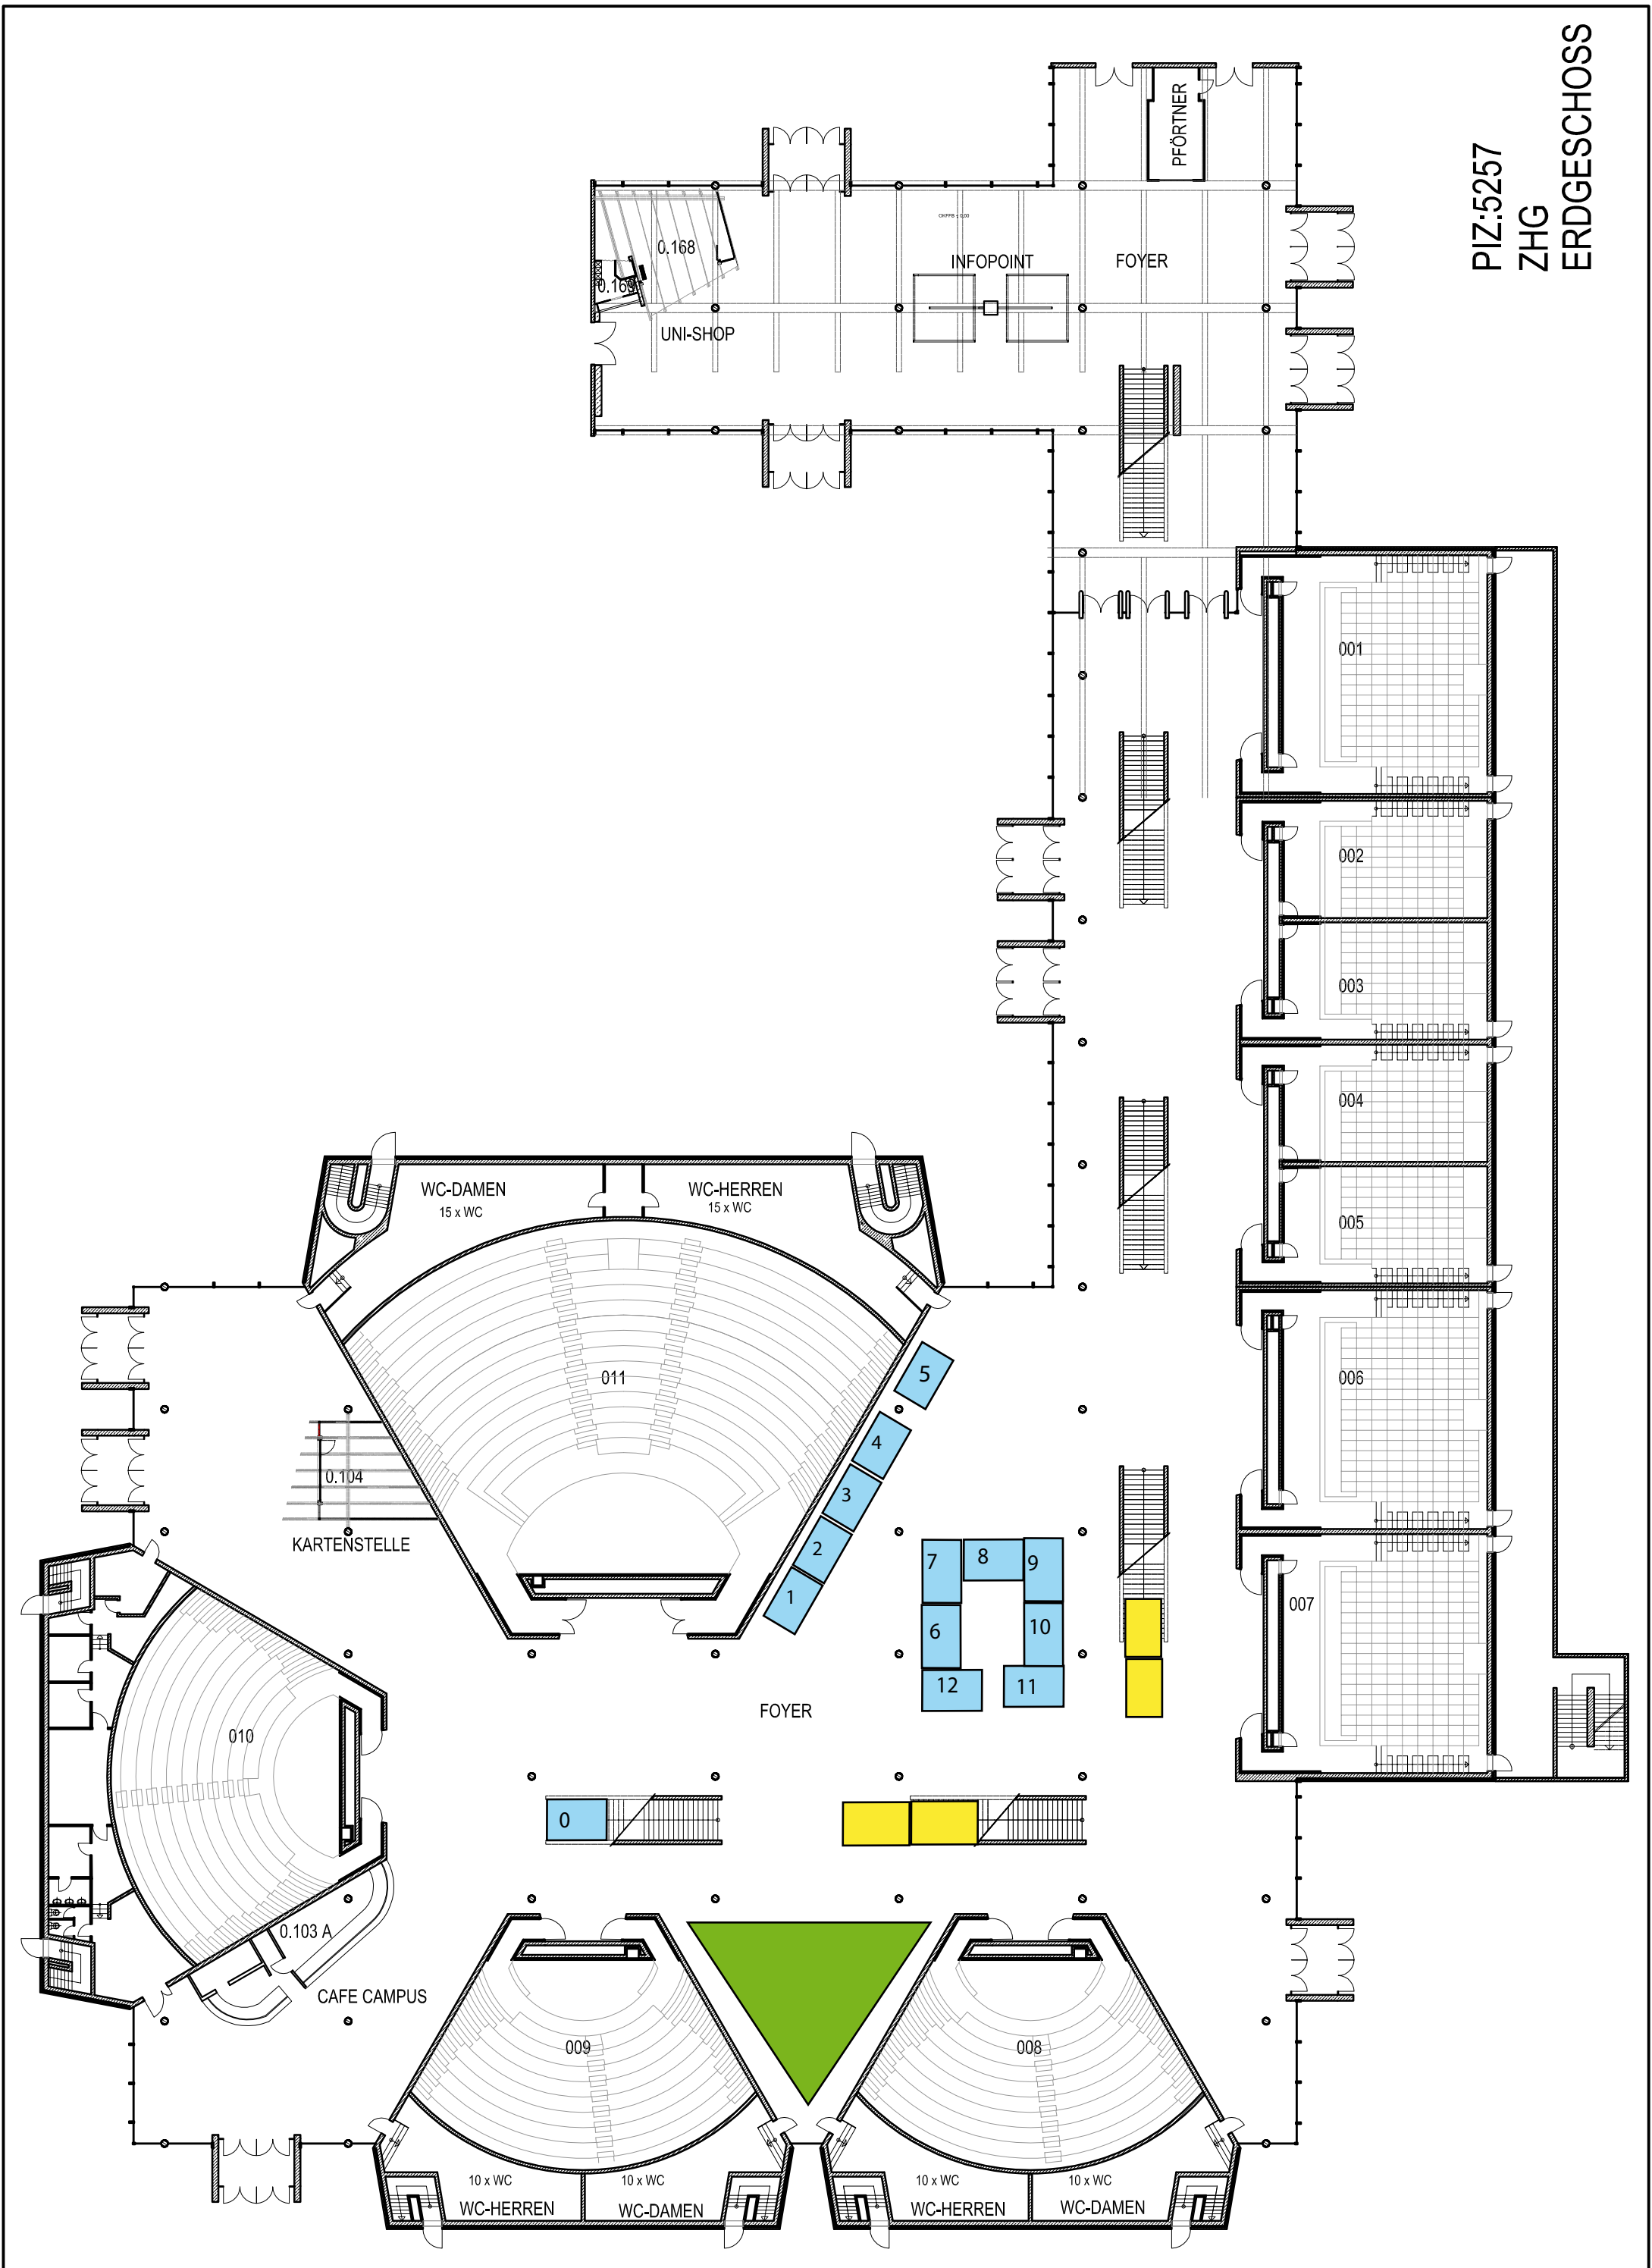 PIZ:5257
ZHG
ERDGESCHOSS
PFÖRTNER
OKFFB ± 0,00
0.168
INFOPOINT
FOYER
0.169
UNI-SHOP
001
002
003
004
005
006
007
WC-DAMEN
15 x WC
WC-HERREN
15 x WC
011
5
4
3
2
1
0.104
KARTENSTELLE
7
8
9
6
10
12
11
FOYER
010
0
0.103 A
CAFE CAMPUS
009
008
10 x WC
WC-HERREN
10 x WC
WC-DAMEN
10 x WC
WC-HERREN
10 x WC
WC-DAMEN